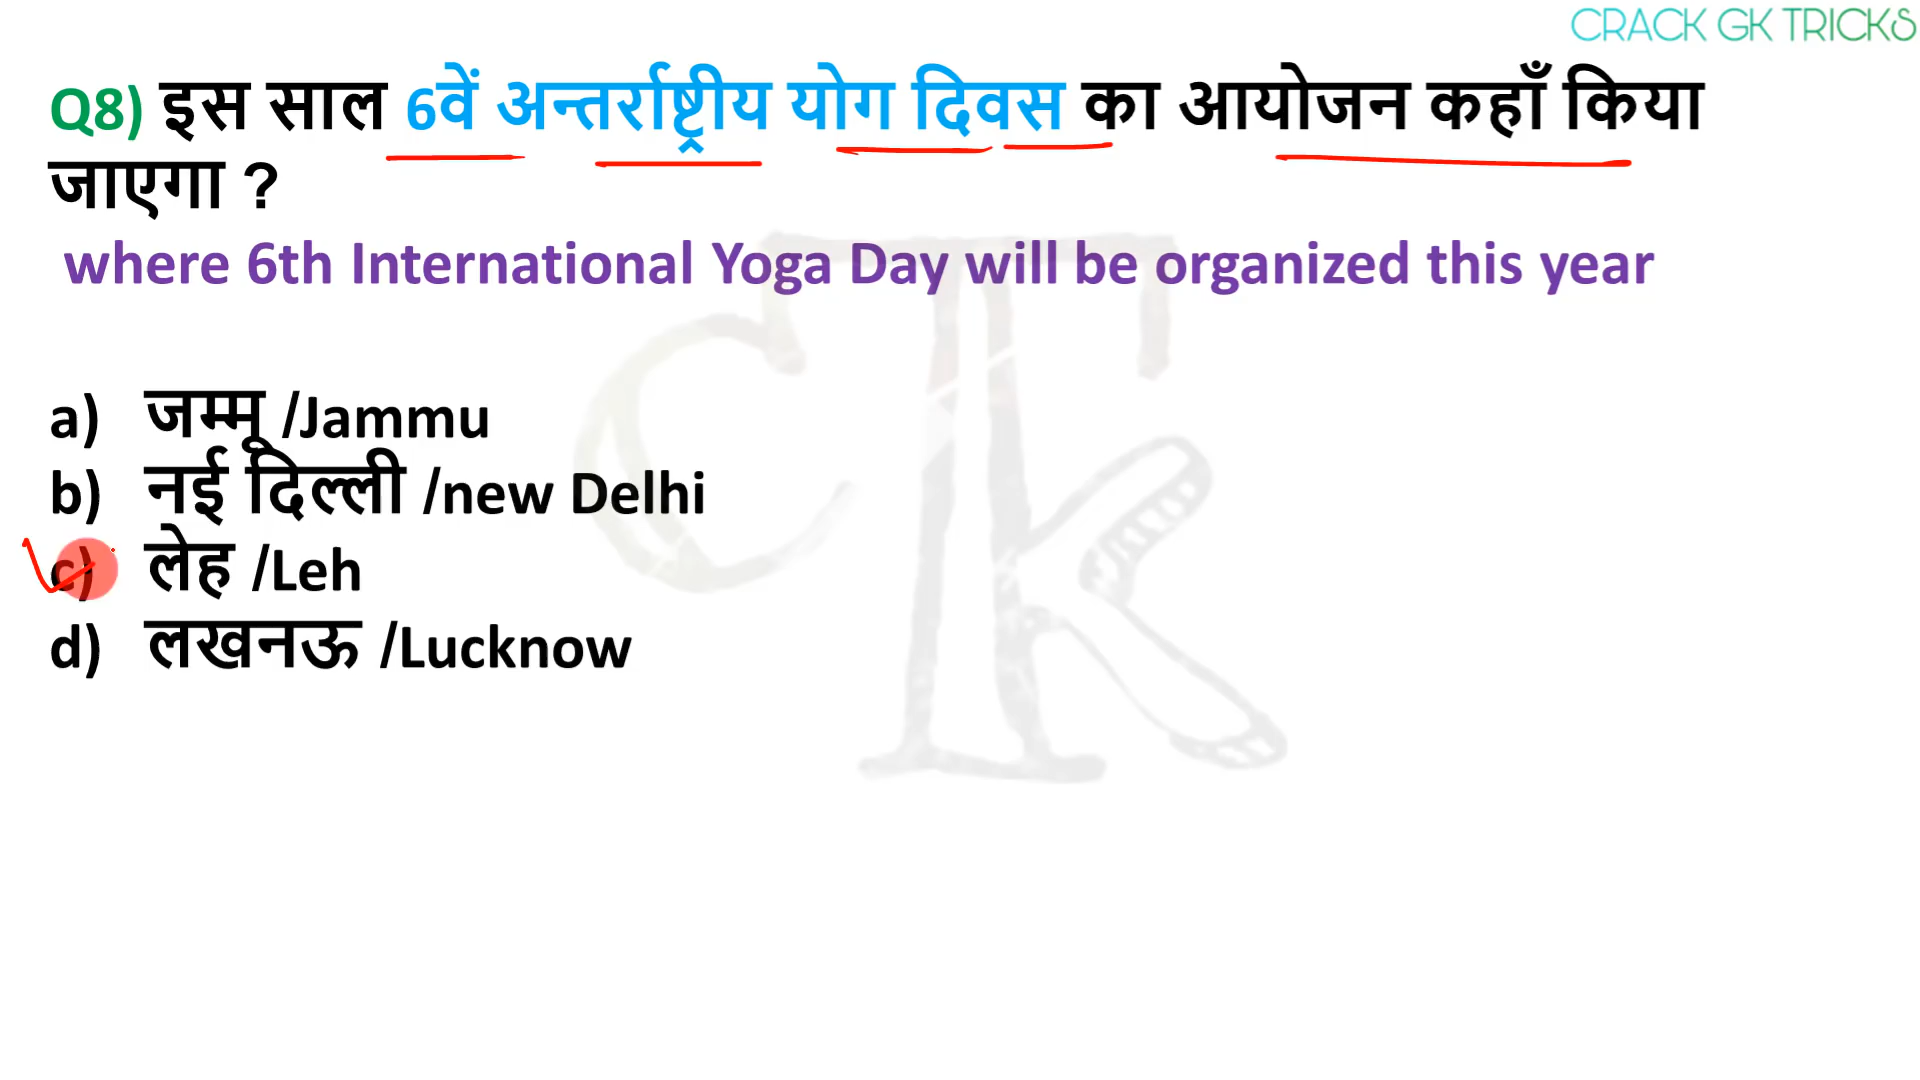 CRACK GK TRICKS
Q8) इस साल 6वें अन्तर्राष्ट्रीय योग दिवस का आयोजन कहाँ किया
जाएगा ?
where 6th International Yoga Day will be organized this year
a) जम्मू /Jammu
b) नई दिल्ली /new Delhi
c) लेह /Leh
d) लखनऊ /Lucknow
CTK